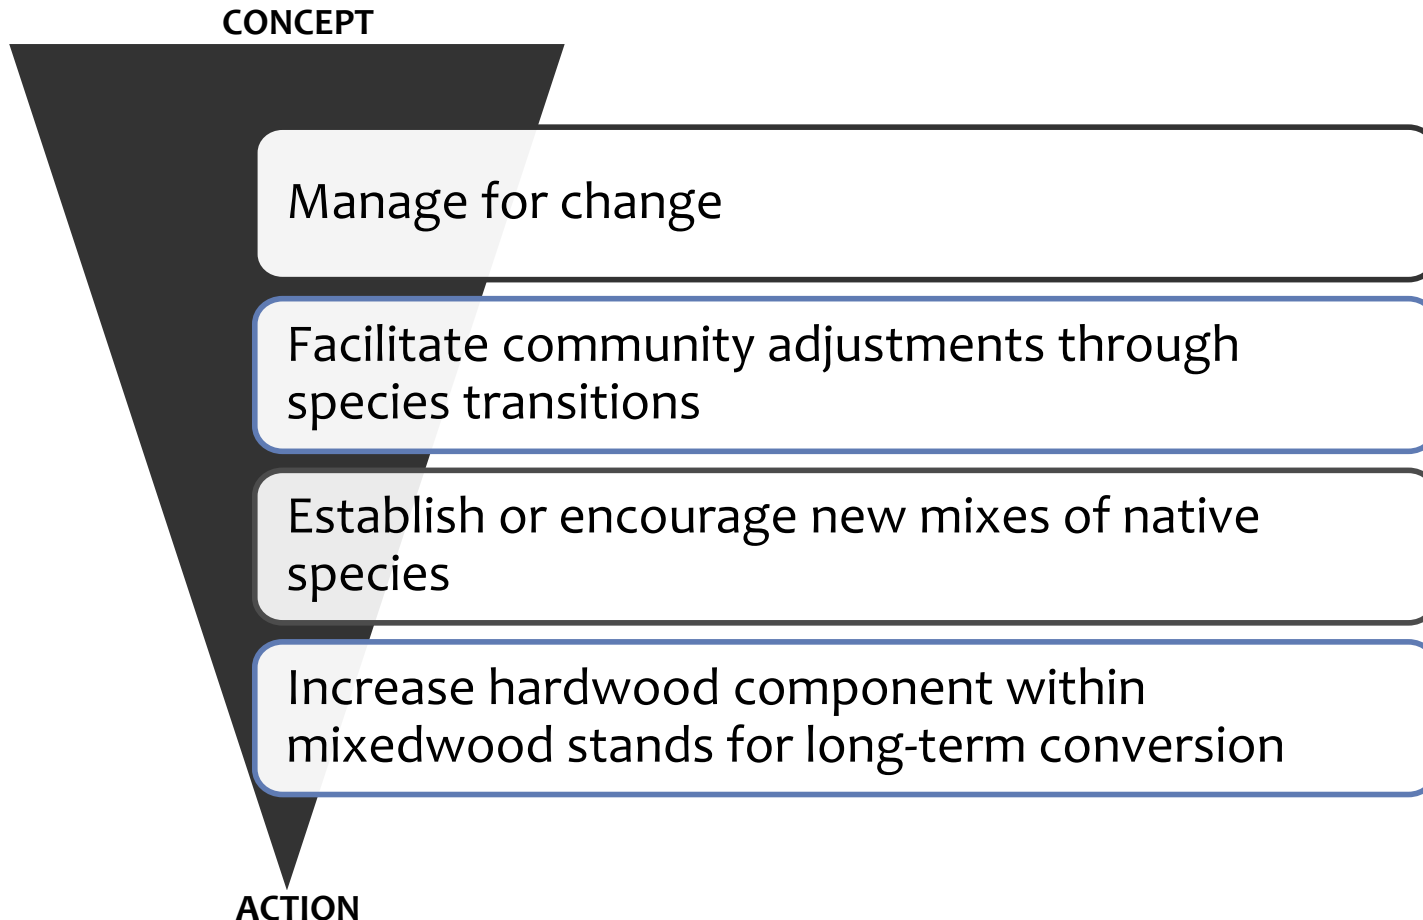 CONCEPT
Manage for change
Facilitate community adjustments through
species transitions
Establish or encourage new mixes of native
species
Increase hardwood component within
mixedwood stands for long-term conversion
ACTION